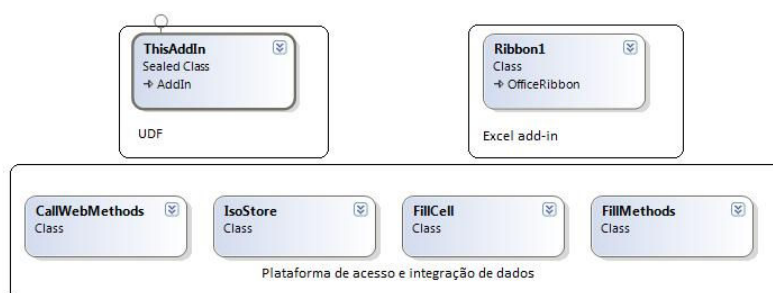 ThisAddIn
Sealed Class
AddIn
UDF
Ribbon1
Class
OfficeRibbon
Excel add-in
CallWebMethods
Class
IsoStore
Class
FillCell
Class
FillMethods
Class
Plataforma de acesso e integração de dados